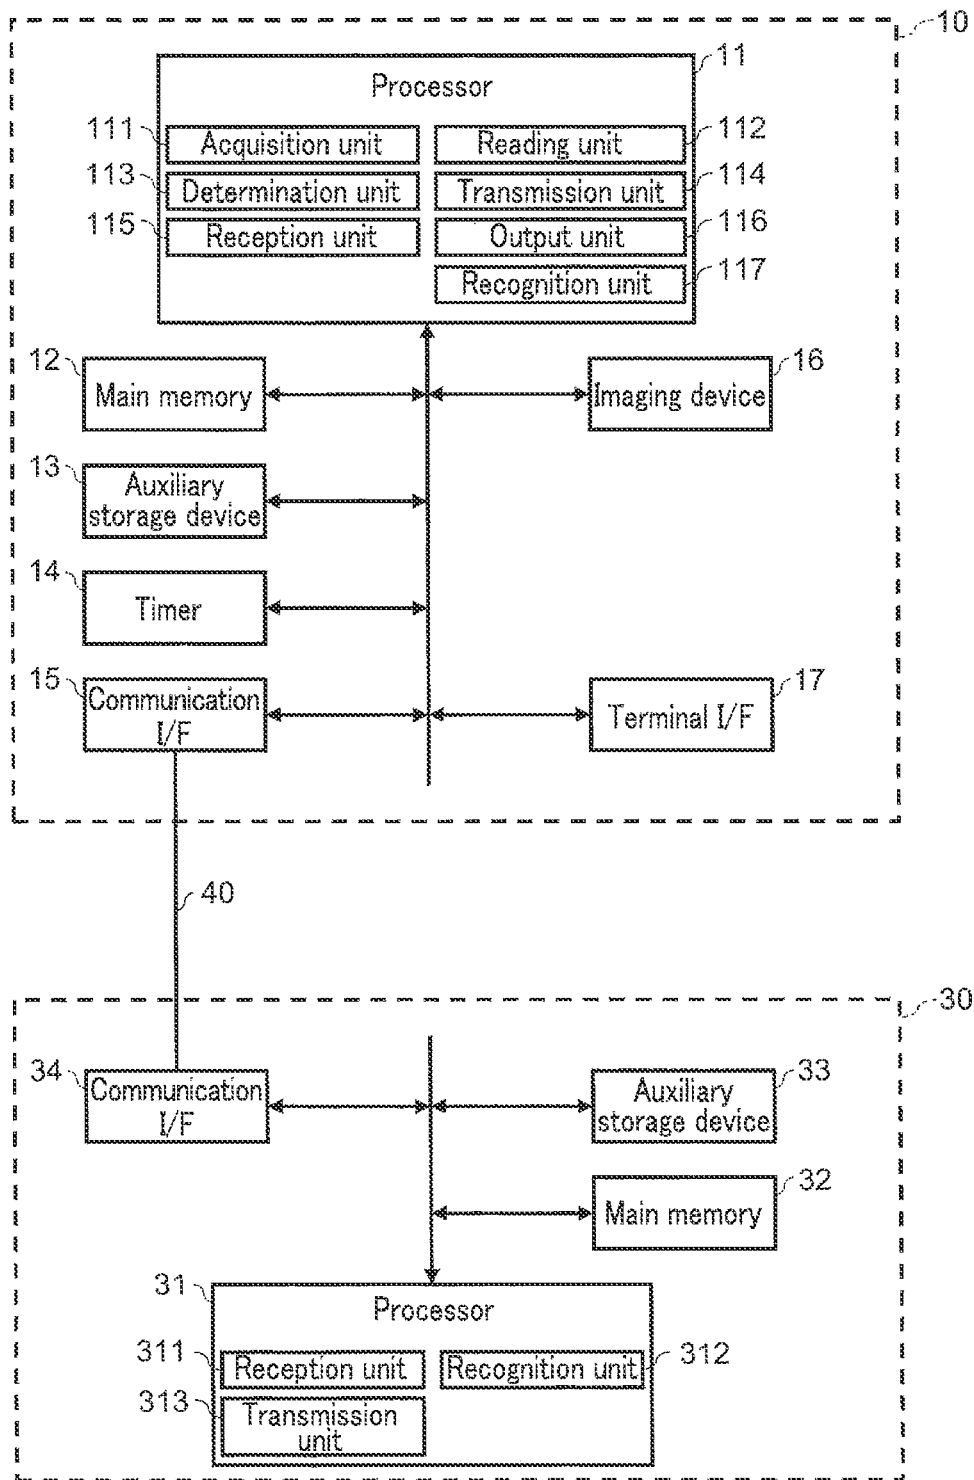 10
11
Processor
111
Acquisition unit
Reading unit
112
113
Determination unit
Transmission unit
114
115
Reception unit
Output unit
116
Recognition unit
117
12
Main memory
16
Imaging device
13
Auxiliary
storage device
14
Timer
15
Communication
I/F
17
Terminal I/F
40
30
34
Communication
I/F
33
Auxiliary
storage device
32
Main memory
31
Processor
311
Reception unit
Recognition unit
312
313
Transmission
unit